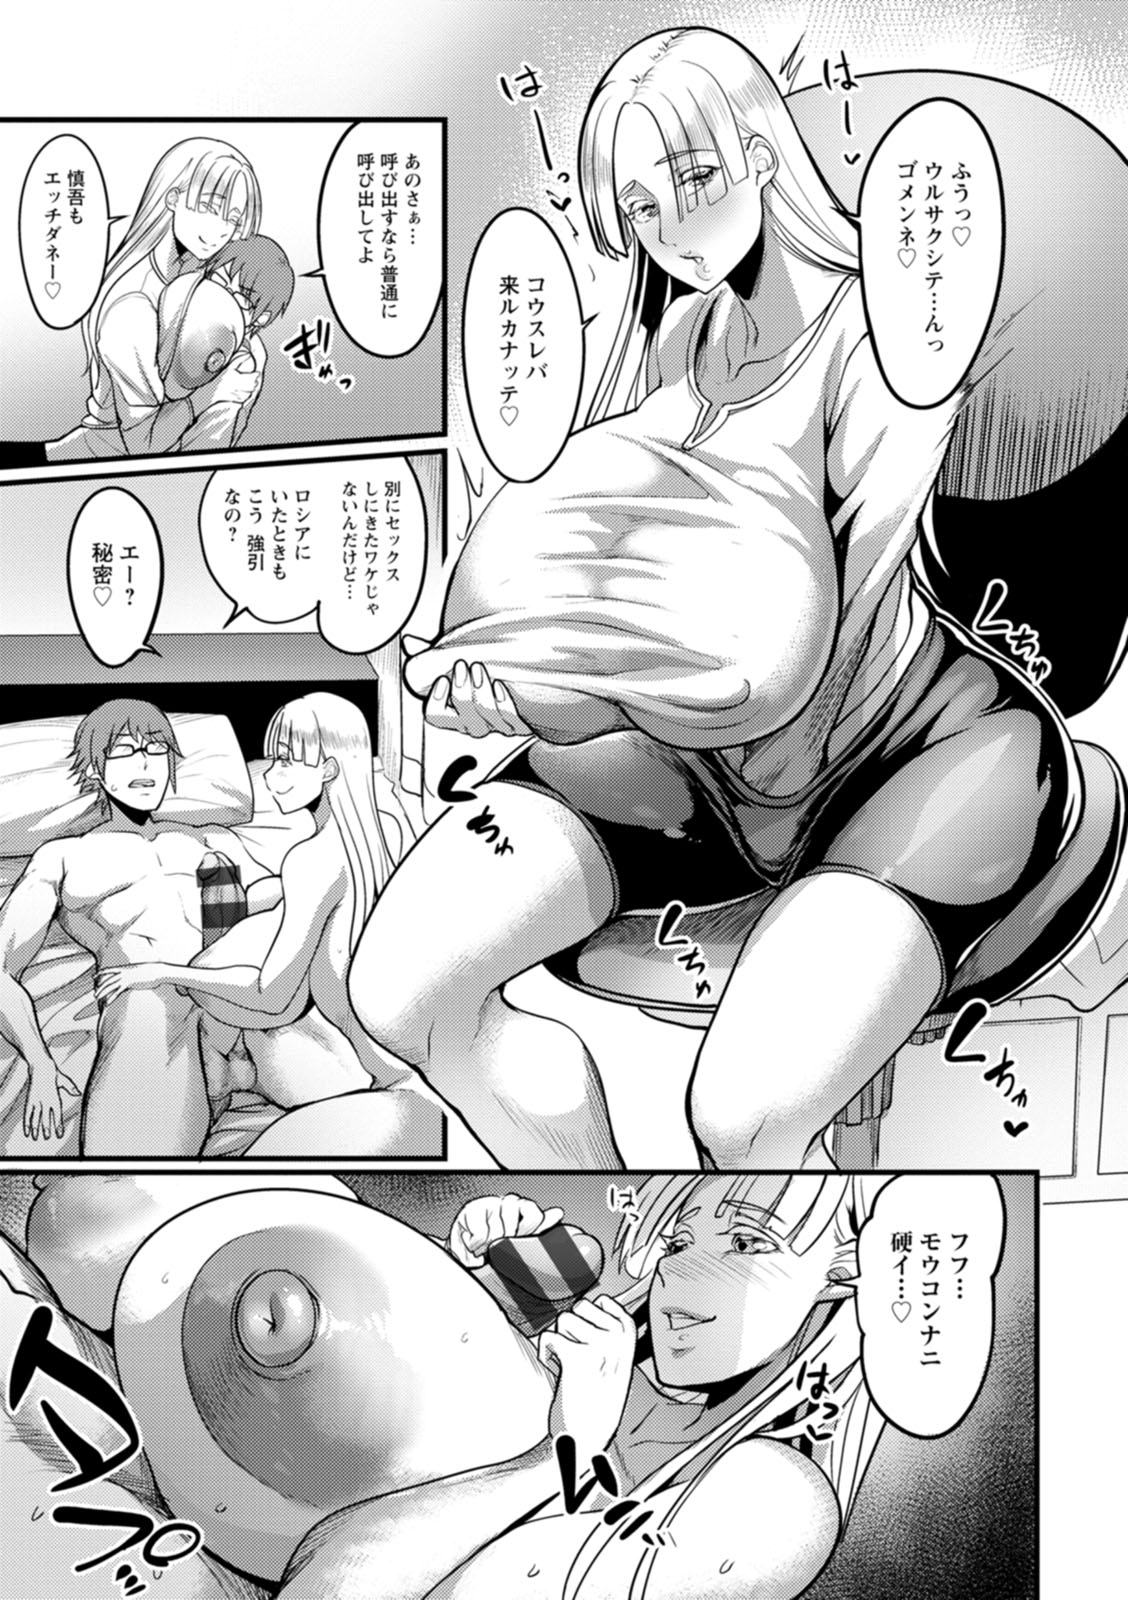 はーっ
はーっ♡
ふうっ♡
ウルサクシテ…んっ
ゴメンネ♡
コウスレバ
来ルカナッテ♡
くちゅ
くちゅ
くちゅ
くちゅ♥
あのさぁ…
呼び出すなら普通に
呼び出してよ
慎吾も
エッチダネー♡
ぎゅっ
別にセックス
しにきたワケじゃ
ないんだけど…
ロシアに
いたときも
こう 強引
なの？
エー？
秘密♡
フフ…
モウコンナニ
硬イ…♡
はっ
はっ